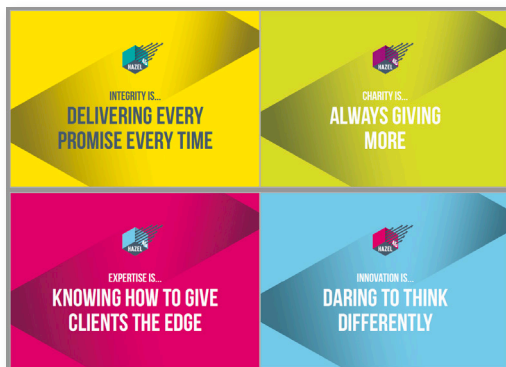 HAZEL
INTEGRITY IS...
DELIVERING EVERY
PROMISE EVERY TIME
HAZEL
CHARITY IS...
ALWAYS GIVING
MORE
HAZEL
EXPERTISE IS...
KNOWING HOW TO GIVE
CLIENTS THE EDGE
HAZEL
INNOVATION IS...
DARING TO THINK
DIFFERENTLY